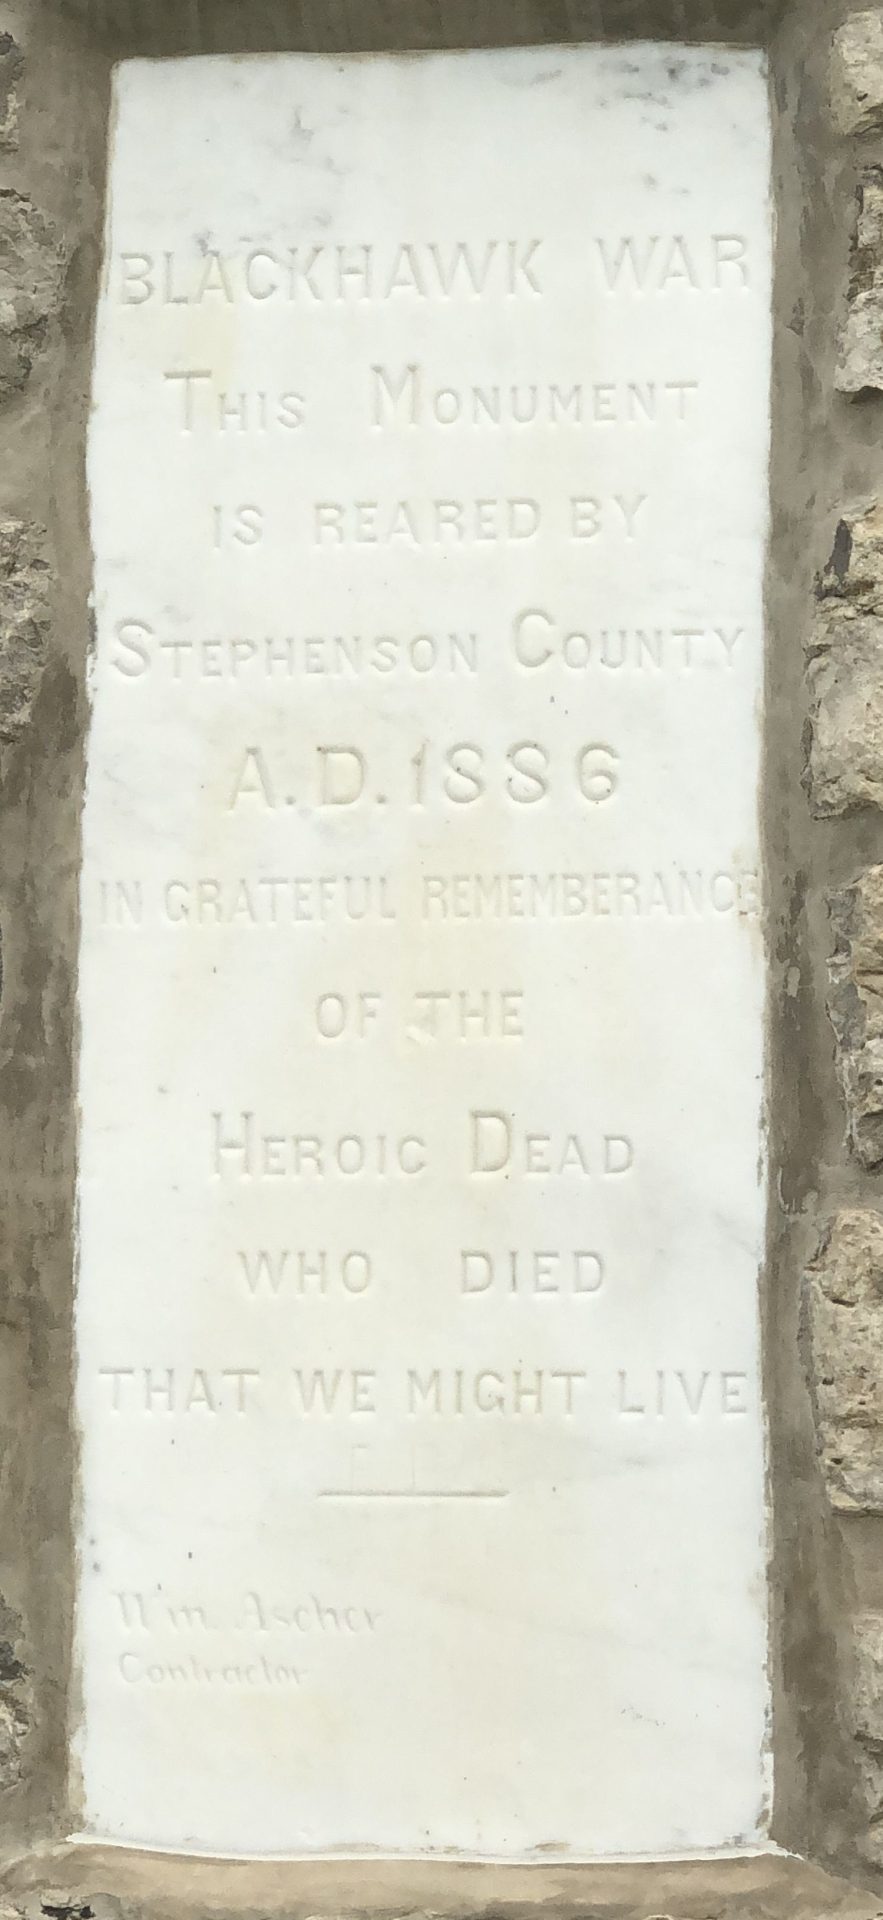 BLACKHAWK WAR
THIS MONUMENT
IS REARED BY
STEPHENSON COUNTY
A.D. 1886
IN GRATEFUL REMEMBERANCE
OF THE
HEROIC DEAD
WHO DIED
THAT WE MIGHT LIVE
Wm. Ascher
Contractor